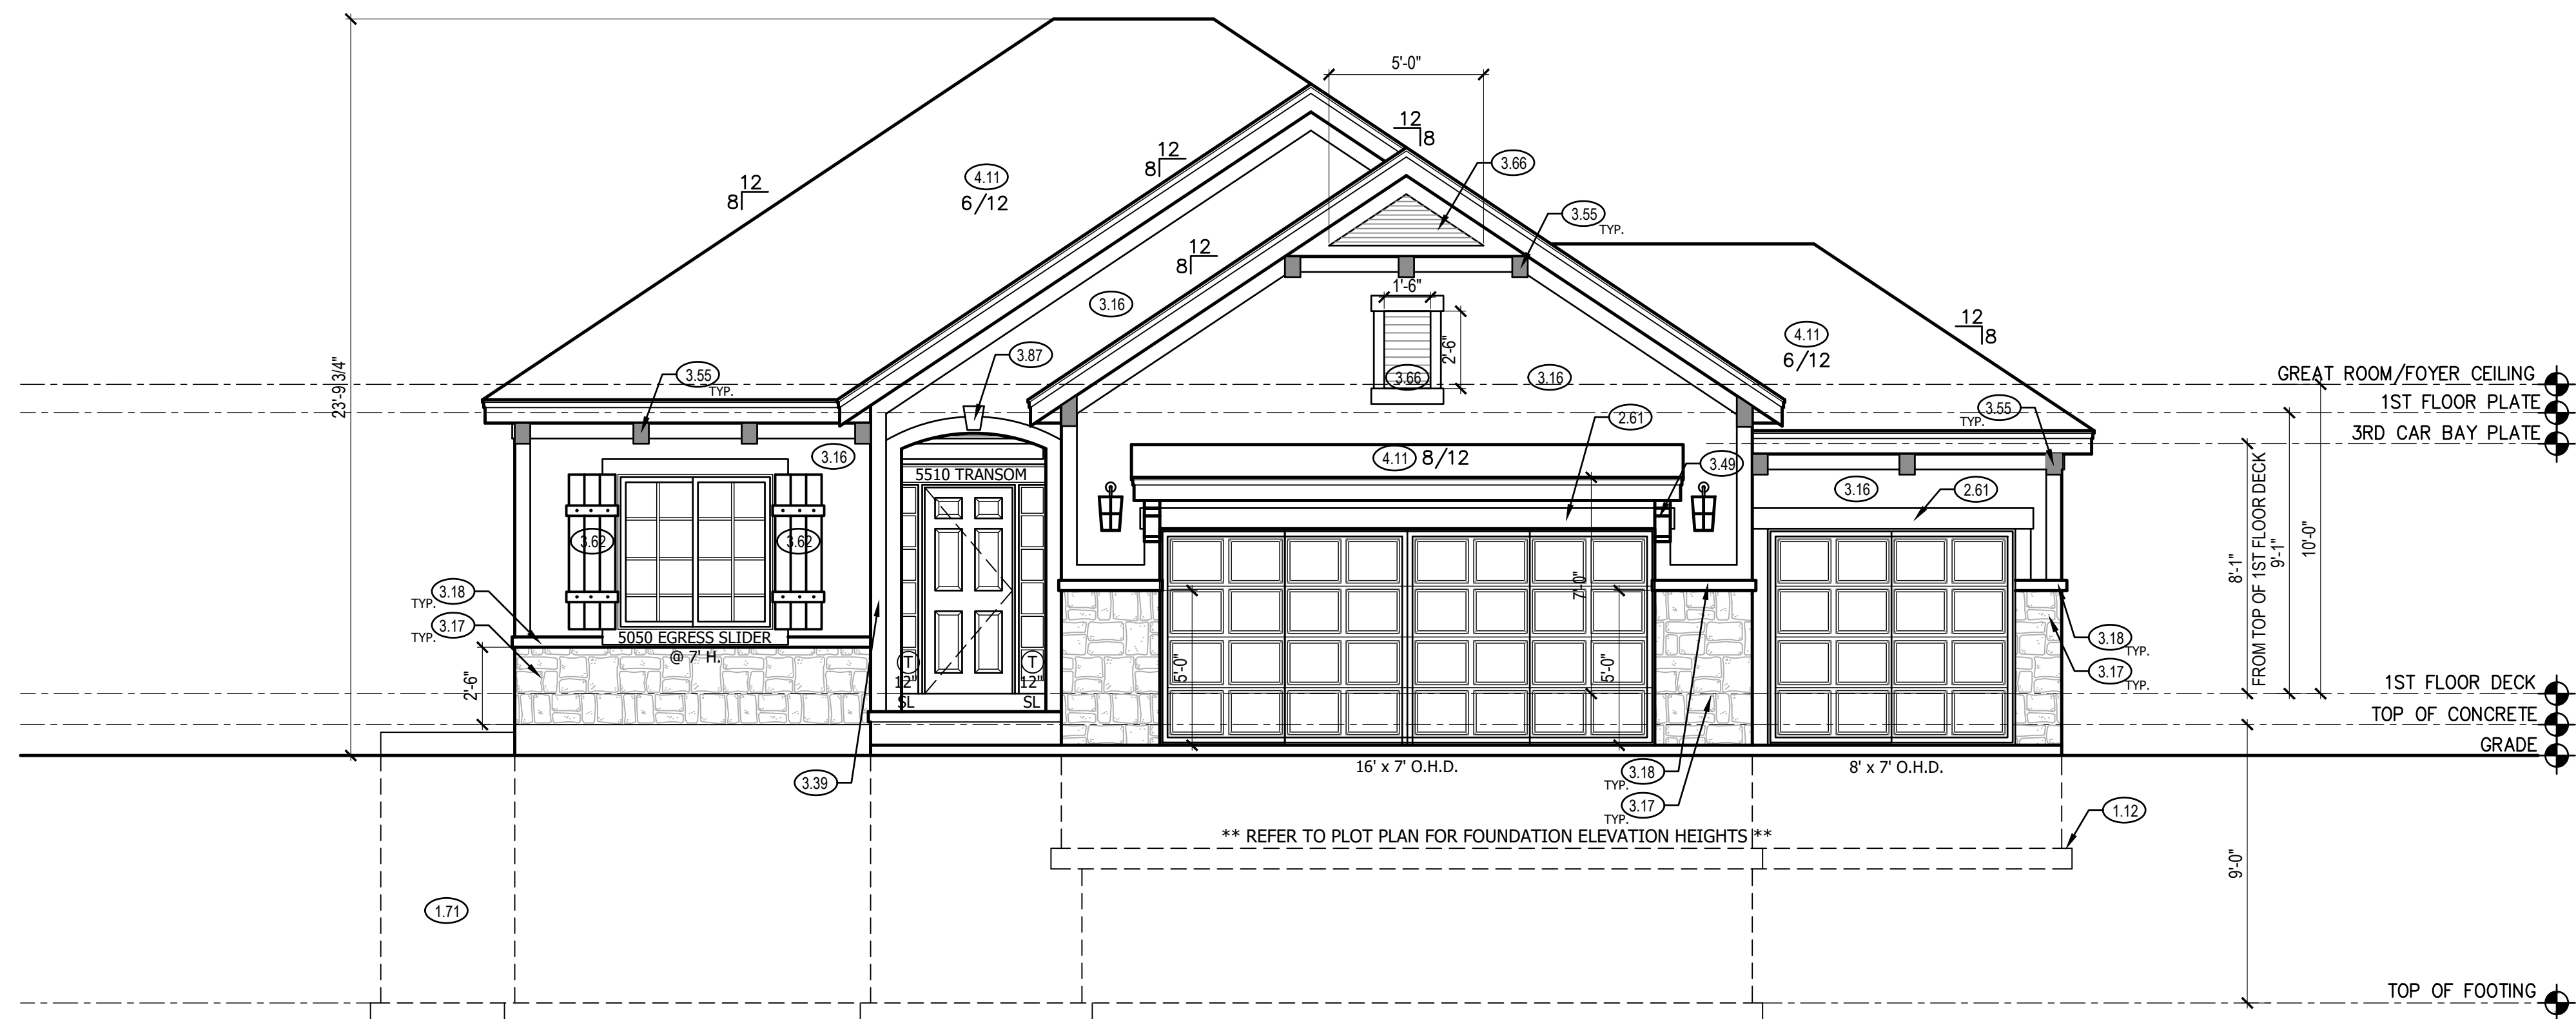 5'-0"
12
8
12
8
12
8
4.11
6/12
3.66
3.55
TYP.
12
8
3.16
1'-6"
2'-6"
3.66
3.16
12
8
4.11
6/12
23'-9 3/4"
3.55
TYP.
3.87
GREAT ROOM/FOYER CEILING
1ST FLOOR PLATE
3RD CAR BAY PLATE
3.55
TYP.
2.61
3.16
4.11 8/12
3.49
5510 TRANSOM
3.16
2.61
3.62
3.62
7'-0"
8'-1"
FROM TOP OF 1ST FLOOR DECK
9'-1"
10'-0"
3.18
TYP.
3.17
TYP.
5050 EGRESS SLIDER
@ 7' H.
2'-6"
T
12"
SL
T
12"
SL
5'-0"
5'-0"
3.18
TYP.
3.17
TYP.
1ST FLOOR DECK
TOP OF CONCRETE
GRADE
3.39
16' x 7' O.H.D.
3.18
TYP.
3.17
TYP.
8' x 7' O.H.D.
1.12
** REFER TO PLOT PLAN FOR FOUNDATION ELEVATION HEIGHTS **
9'-0"
1.71
TOP OF FOOTING